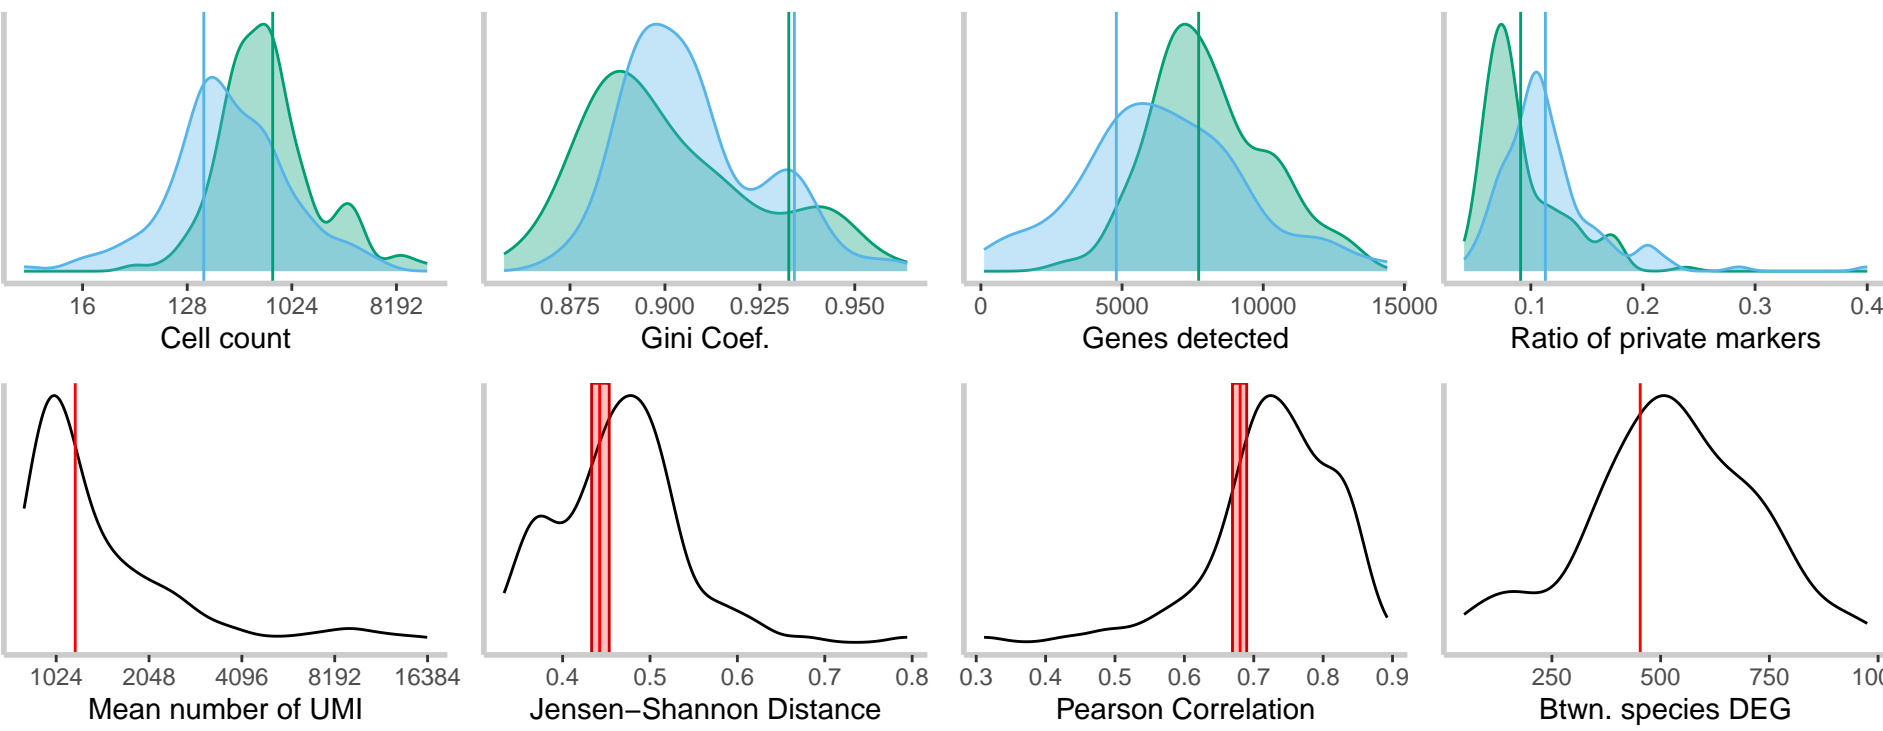 16 128 1024 8192
Cell count
0.875 0.900 0.925 0.950
Gini Coef.
0 5000 10000 15000
Genes detected
0.1 0.2 0.3 0.4
Ratio of private markers
1024 2048 4096 8192 16384
Mean number of UMI
0.4 0.5 0.6 0.7 0.8
Jensen−Shannon Distance
0.3 0.4 0.5 0.6 0.7 0.8 0.9
Pearson Correlation
250 500 750 100
Btwn. species DEG